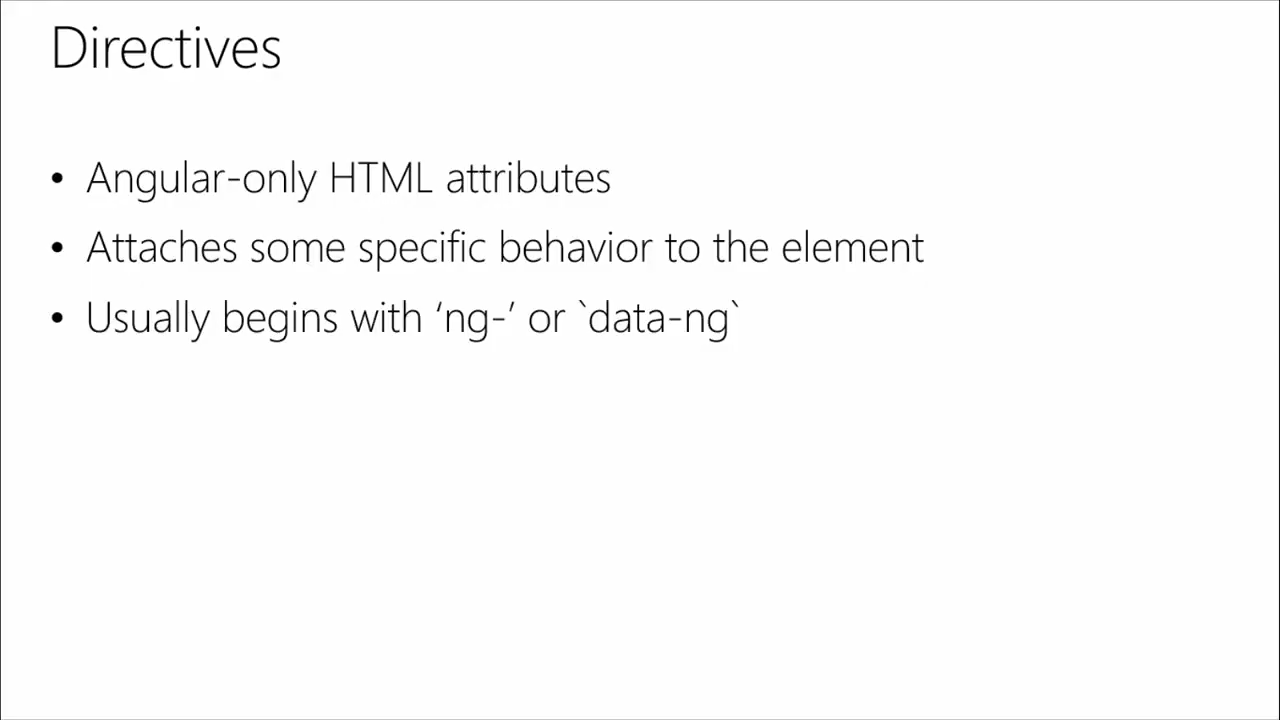 Directives
• Angular-only HTML attributes
• Attaches some specific behavior to the element
• Usually begins with ‘ng-’ or `data-ng`